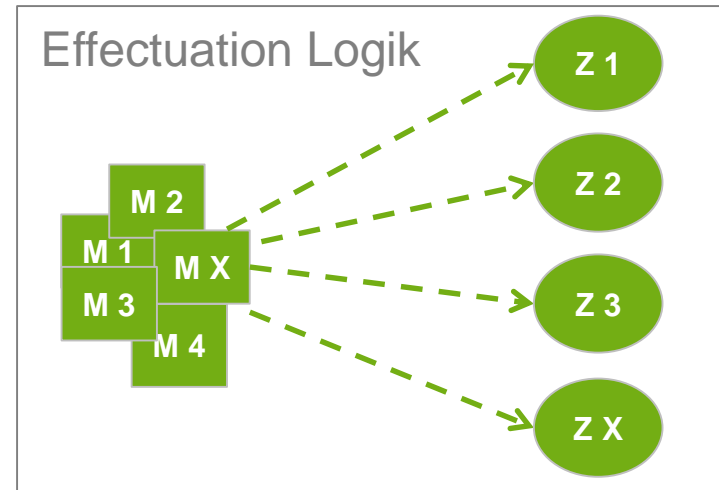 Effectuation Logik
Z 1
M 2
Z 2
M 1
M X
M 3
Z 3
M 4
Z X